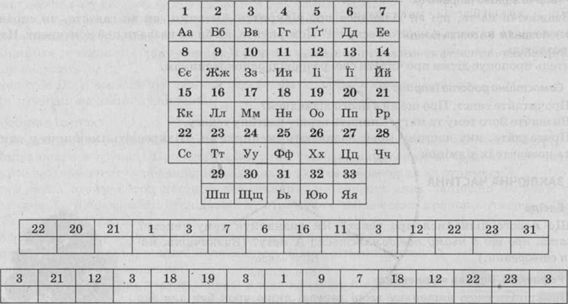 1 2 3 4 5 6 7
Аа Бб Вв Гг Ґґ Дд Ее
8 9 10 11 12 13 14
Єє Жж Зз Ии Іі Її Йй
15 16 17 18 19 20 21
Кк Лл Мм Нн Оо Пп Рр
22 23 24 25 26 27 28
Сс Тт Уу Фф Хх Цц Чч
29 30 31 32 33
Шш Щщ Ьь Юю Яя
22 20 21 1 3 7 6 16 11 3 12 22 23 31
3 21 12 3 18 19 3 1 9 7 18 12 22 23 3